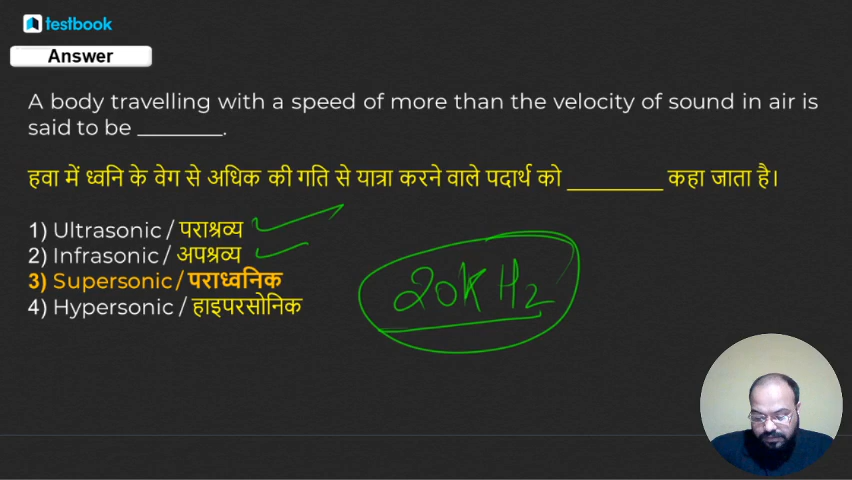 testbook
Answer
A body travelling with a speed of more than the velocity of sound in air is
said to be ________.
हवा में ध्वनि के वेग से अधिक की गति से यात्रा करने वाले पदार्थ को _________ कहा जाता है।
1) Ultrasonic / पराश्रव्य
2) Infrasonic / अपश्रव्य
3) Supersonic / पराध्वनिक
4) Hypersonic / हाइपरसोनिक
20KHz